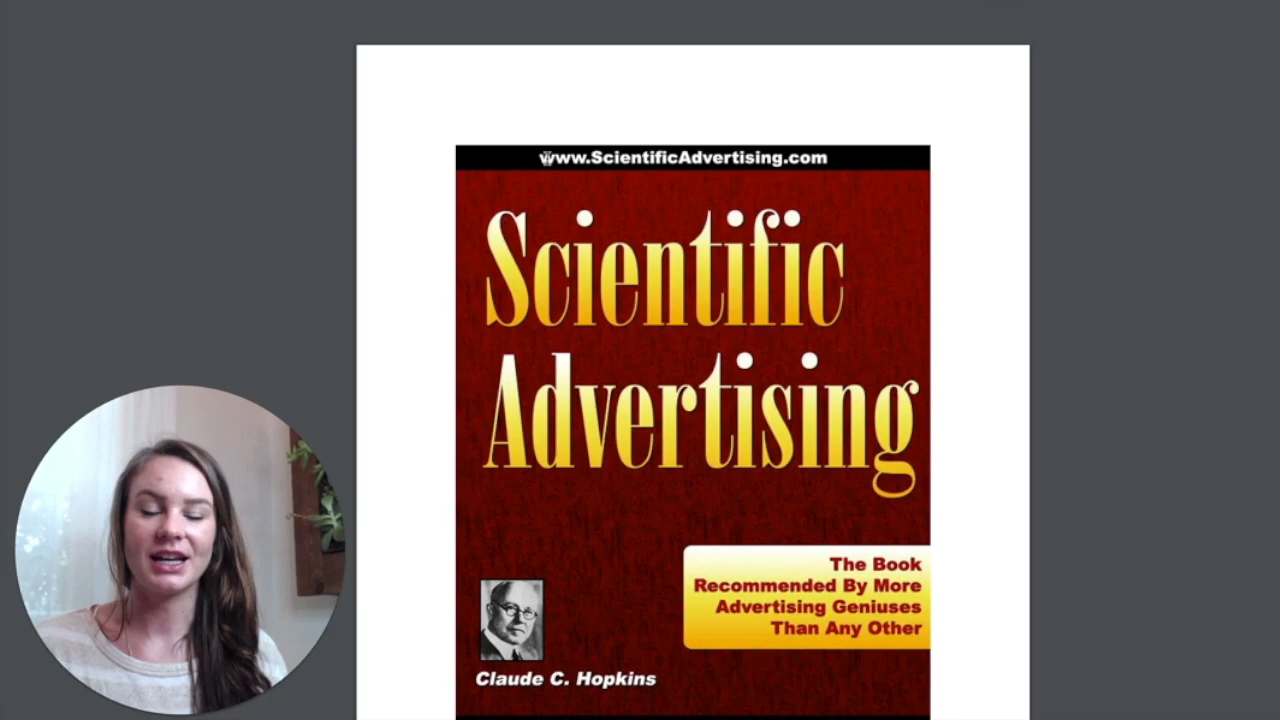 www.ScientificAdvertising.com
Scientific
Advertising
The Book
Recommended By More
Advertising Geniuses
Than Any Other
Claude C. Hopkins